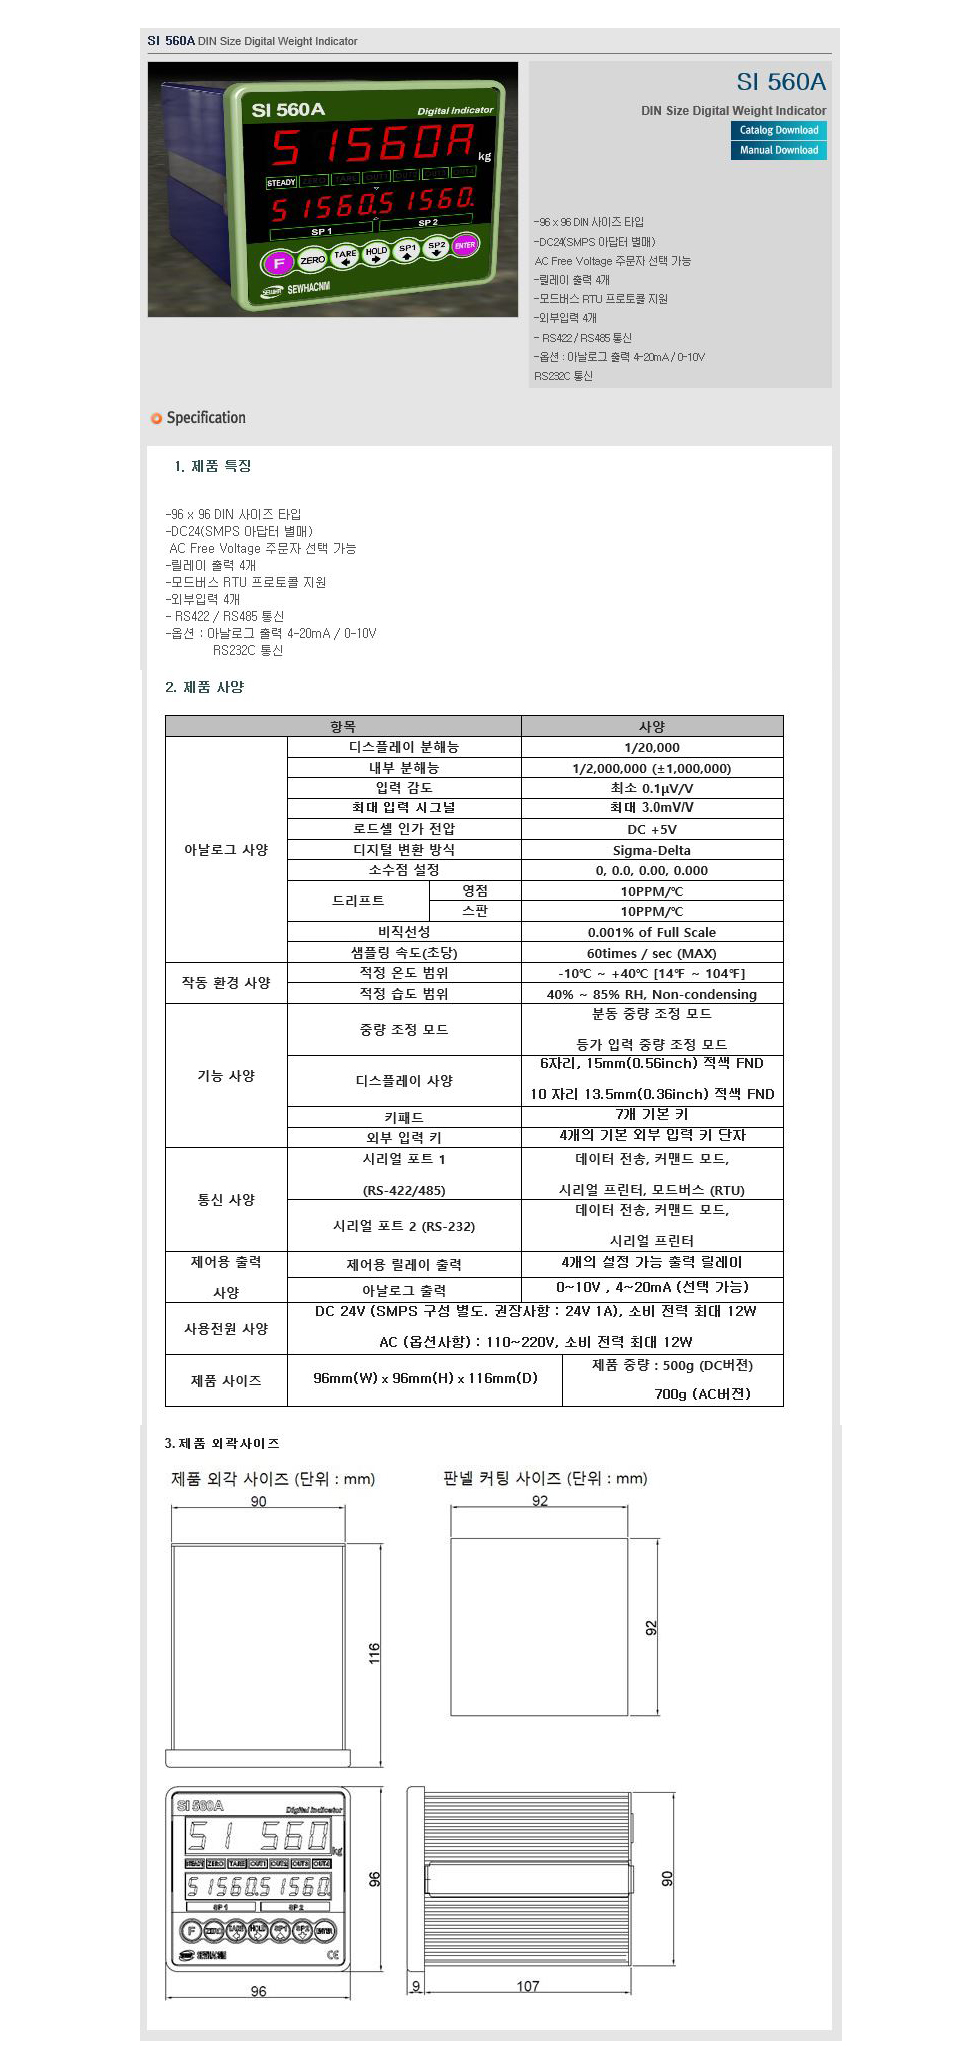 SI 560A DIN Size Digital Weight Indicator
SI 560A
Digital Indicator
SI560A
kg
STEADY ZERO TARE OUT1 OUT2 OUT3 OUT4
S1560.S1560.
SP 1 SP 2
F ZERO TARE HOLD SP1 SP2 ENTER
SEWHA SEWHACNM
SI 560A
DIN Size Digital Weight Indicator
Catalog Download
Manual Download
-96 x 96 DIN 사이즈 타입
-DC24(SMPS 아답터 별매)
AC Free Voltage 주문자 선택 가능
-릴레이 출력 4개
-모드버스 RTU 프로토콜 지원
-외부입력 4개
- RS422 / RS485 통신
-옵션 : 아날로그 출력 4-20mA / 0-10V
RS232C 통신
Specification
1. 제품 특징
-96 x 96 DIN 사이즈 타입
-DC24(SMPS 아답터 별매)
AC Free Voltage 주문자 선택 가능
-릴레이 출력 4개
-모드버스 RTU 프로토콜 지원
-외부입력 4개
- RS422 / RS485 통신
-옵션 : 아날로그 출력 4-20mA / 0-10V
RS232C 통신
2. 제품 사양
항목 사양
아날로그 사양
디스플레이 분해능 1/20,000
내부 분해능 1/2,000,000 (±1,000,000)
입력 감도 최소 0.1μV/V
최대 입력 시그널 최대 3.0mV/V
로드셀 인가 전압 DC +5V
디지털 변환 방식 Sigma-Delta
소수점 설정 0, 0.0, 0.00, 0.000
드리프트 영점 10PPM/℃
스판 10PPM/℃
비직선성 0.001% of Full Scale
샘플링 속도(초당) 60times / sec (MAX)
작동 환경 사양
적정 온도 범위 -10℃ ~ +40℃ [14℉ ~ 104℉]
적정 습도 범위 40% ~ 85% RH, Non-condensing
기능 사양
중량 조정 모드 분동 중량 조정 모드
등가 입력 중량 조정 모드
디스플레이 사양 6자리, 15mm(0.56inch) 적색 FND
10 자리 13.5mm(0.36inch) 적색 FND
키패드 7개 기본 키
외부 입력 키 4개의 기본 외부 입력 키 단자
통신 사양
시리얼 포트 1 데이터 전송, 커맨드 모드,
(RS-422/485) 시리얼 프린터, 모드버스 (RTU)
시리얼 포트 2 (RS-232) 데이터 전송, 커맨드 모드,
시리얼 프린터
제어용 출력
사양
제어용 릴레이 출력 4개의 설정 가능 출력 릴레이
아날로그 출력 0~10V , 4~20mA (선택 가능)
사용전원 사양
DC 24V (SMPS 구성 별도. 권장사항 : 24V 1A), 소비 전력 최대 12W
AC (옵션사항) : 110~220V, 소비 전력 최대 12W
제품 사이즈
96mm(W) x 96mm(H) x 116mm(D)
제품 중량 : 500g (DC버젼)
700g (AC버젼)
3. 제품 외곽사이즈
제품 외각 사이즈 (단위 : mm)
판넬 커팅 사이즈 (단위 : mm)
90
92
116
92
SI 560A
Digital Indicator
SI 560
kg
STEADY ZERO TARE OUT1 OUT2 OUT3 OUT4
S1560.S1560.
SP 1 SP 2
F ZERO TARE HOLD SP1 SP2 ENTER
SEWHA SEWHACNM CE
96
96
90
9
107